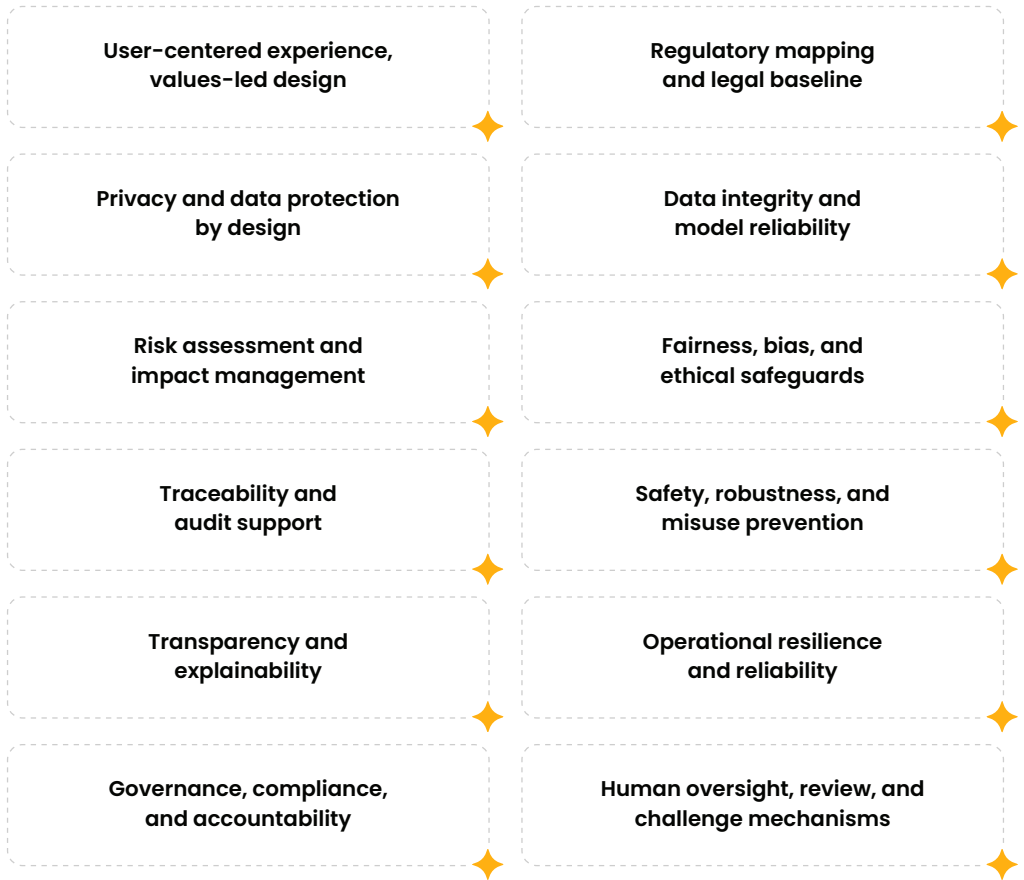 User-centered experience,
values-led design
Regulatory mapping
and legal baseline
Privacy and data protection
by design
Data integrity and
model reliability
Risk assessment and
impact management
Fairness, bias, and
ethical safeguards
Traceability and
audit support
Safety, robustness, and
misuse prevention
Transparency and
explainability
Operational resilience
and reliability
Governance, compliance,
and accountability
Human oversight, review, and
challenge mechanisms